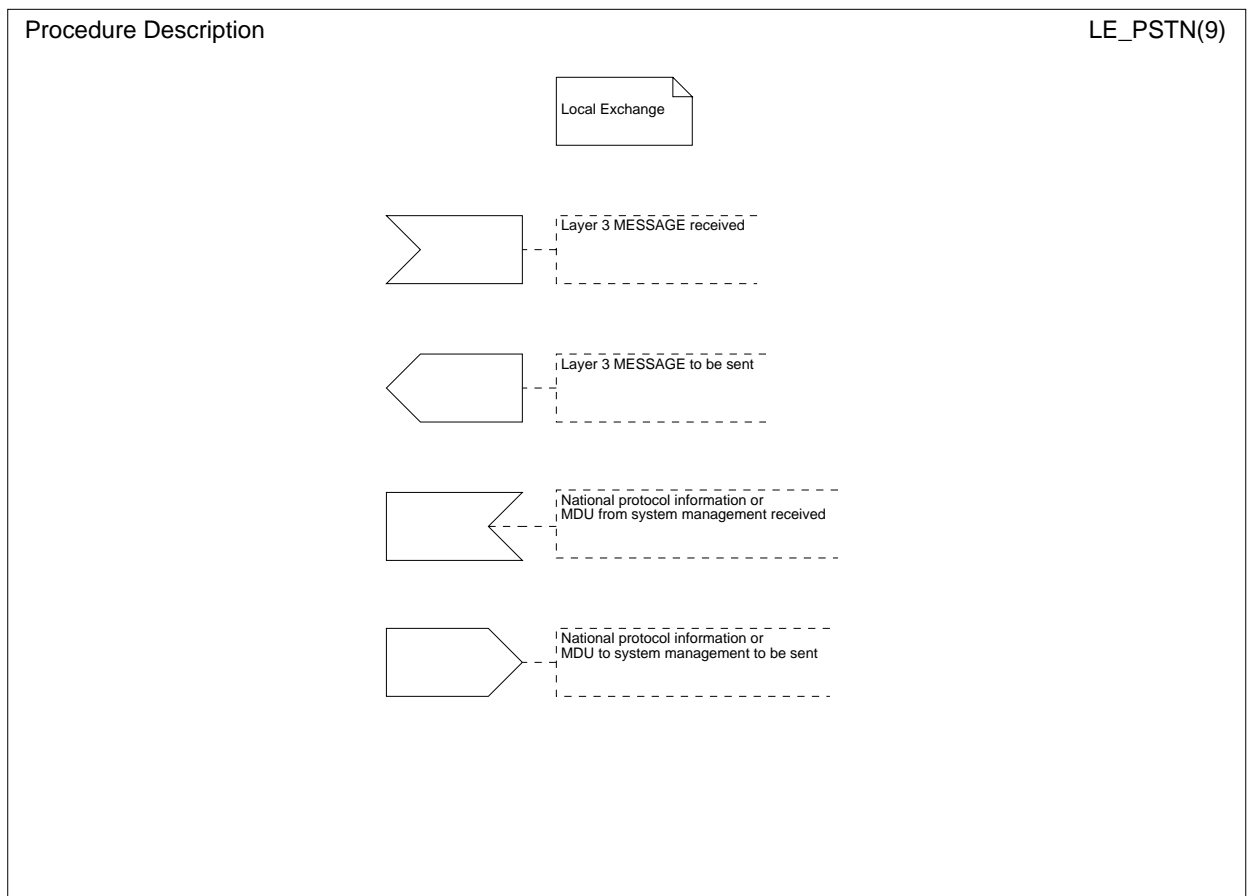 Procedure Description
LE_PSTN(9)
Local Exchange
Layer 3 MESSAGE received
Layer 3 MESSAGE to be sent
National protocol information or
MDU from system management received
National protocol information or
MDU to system management to be sent